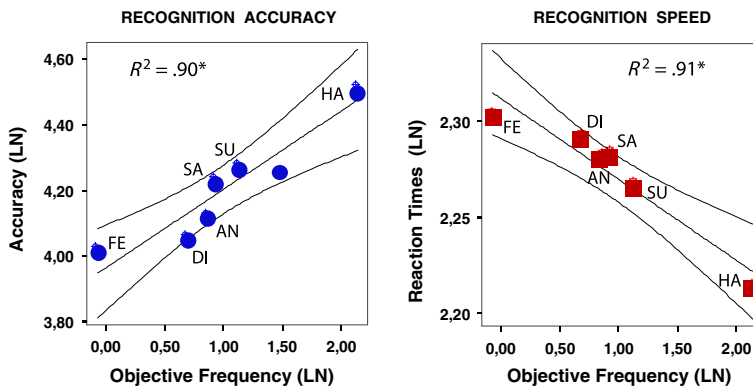 RECOGNITION ACCURACY
R² = .90*
4,60
4,40
4,20
4,00
3,80
Accuracy (LN)
HA
SU
SA
FE
AN
DI
0,00 0,50 1,00 1,50 2,00
Objective Frequency (LN)
RECOGNITION SPEED
R² = .91*
2,30
2,25
2,20
Reaction Times (LN)
FE
DI
SA
AN
SU
HA
0,00 0,50 1,00 1,50 2,00
Objective Frequency (LN)